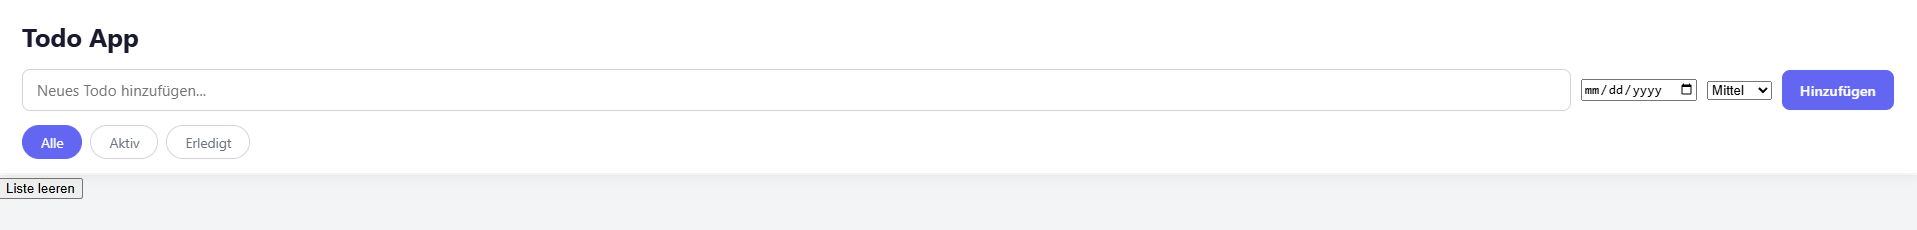 Todo App
Neues Todo hinzufügen... mm/dd/yyyy Mittel Hinzufügen
Alle Aktiv Erledigt
Liste leeren